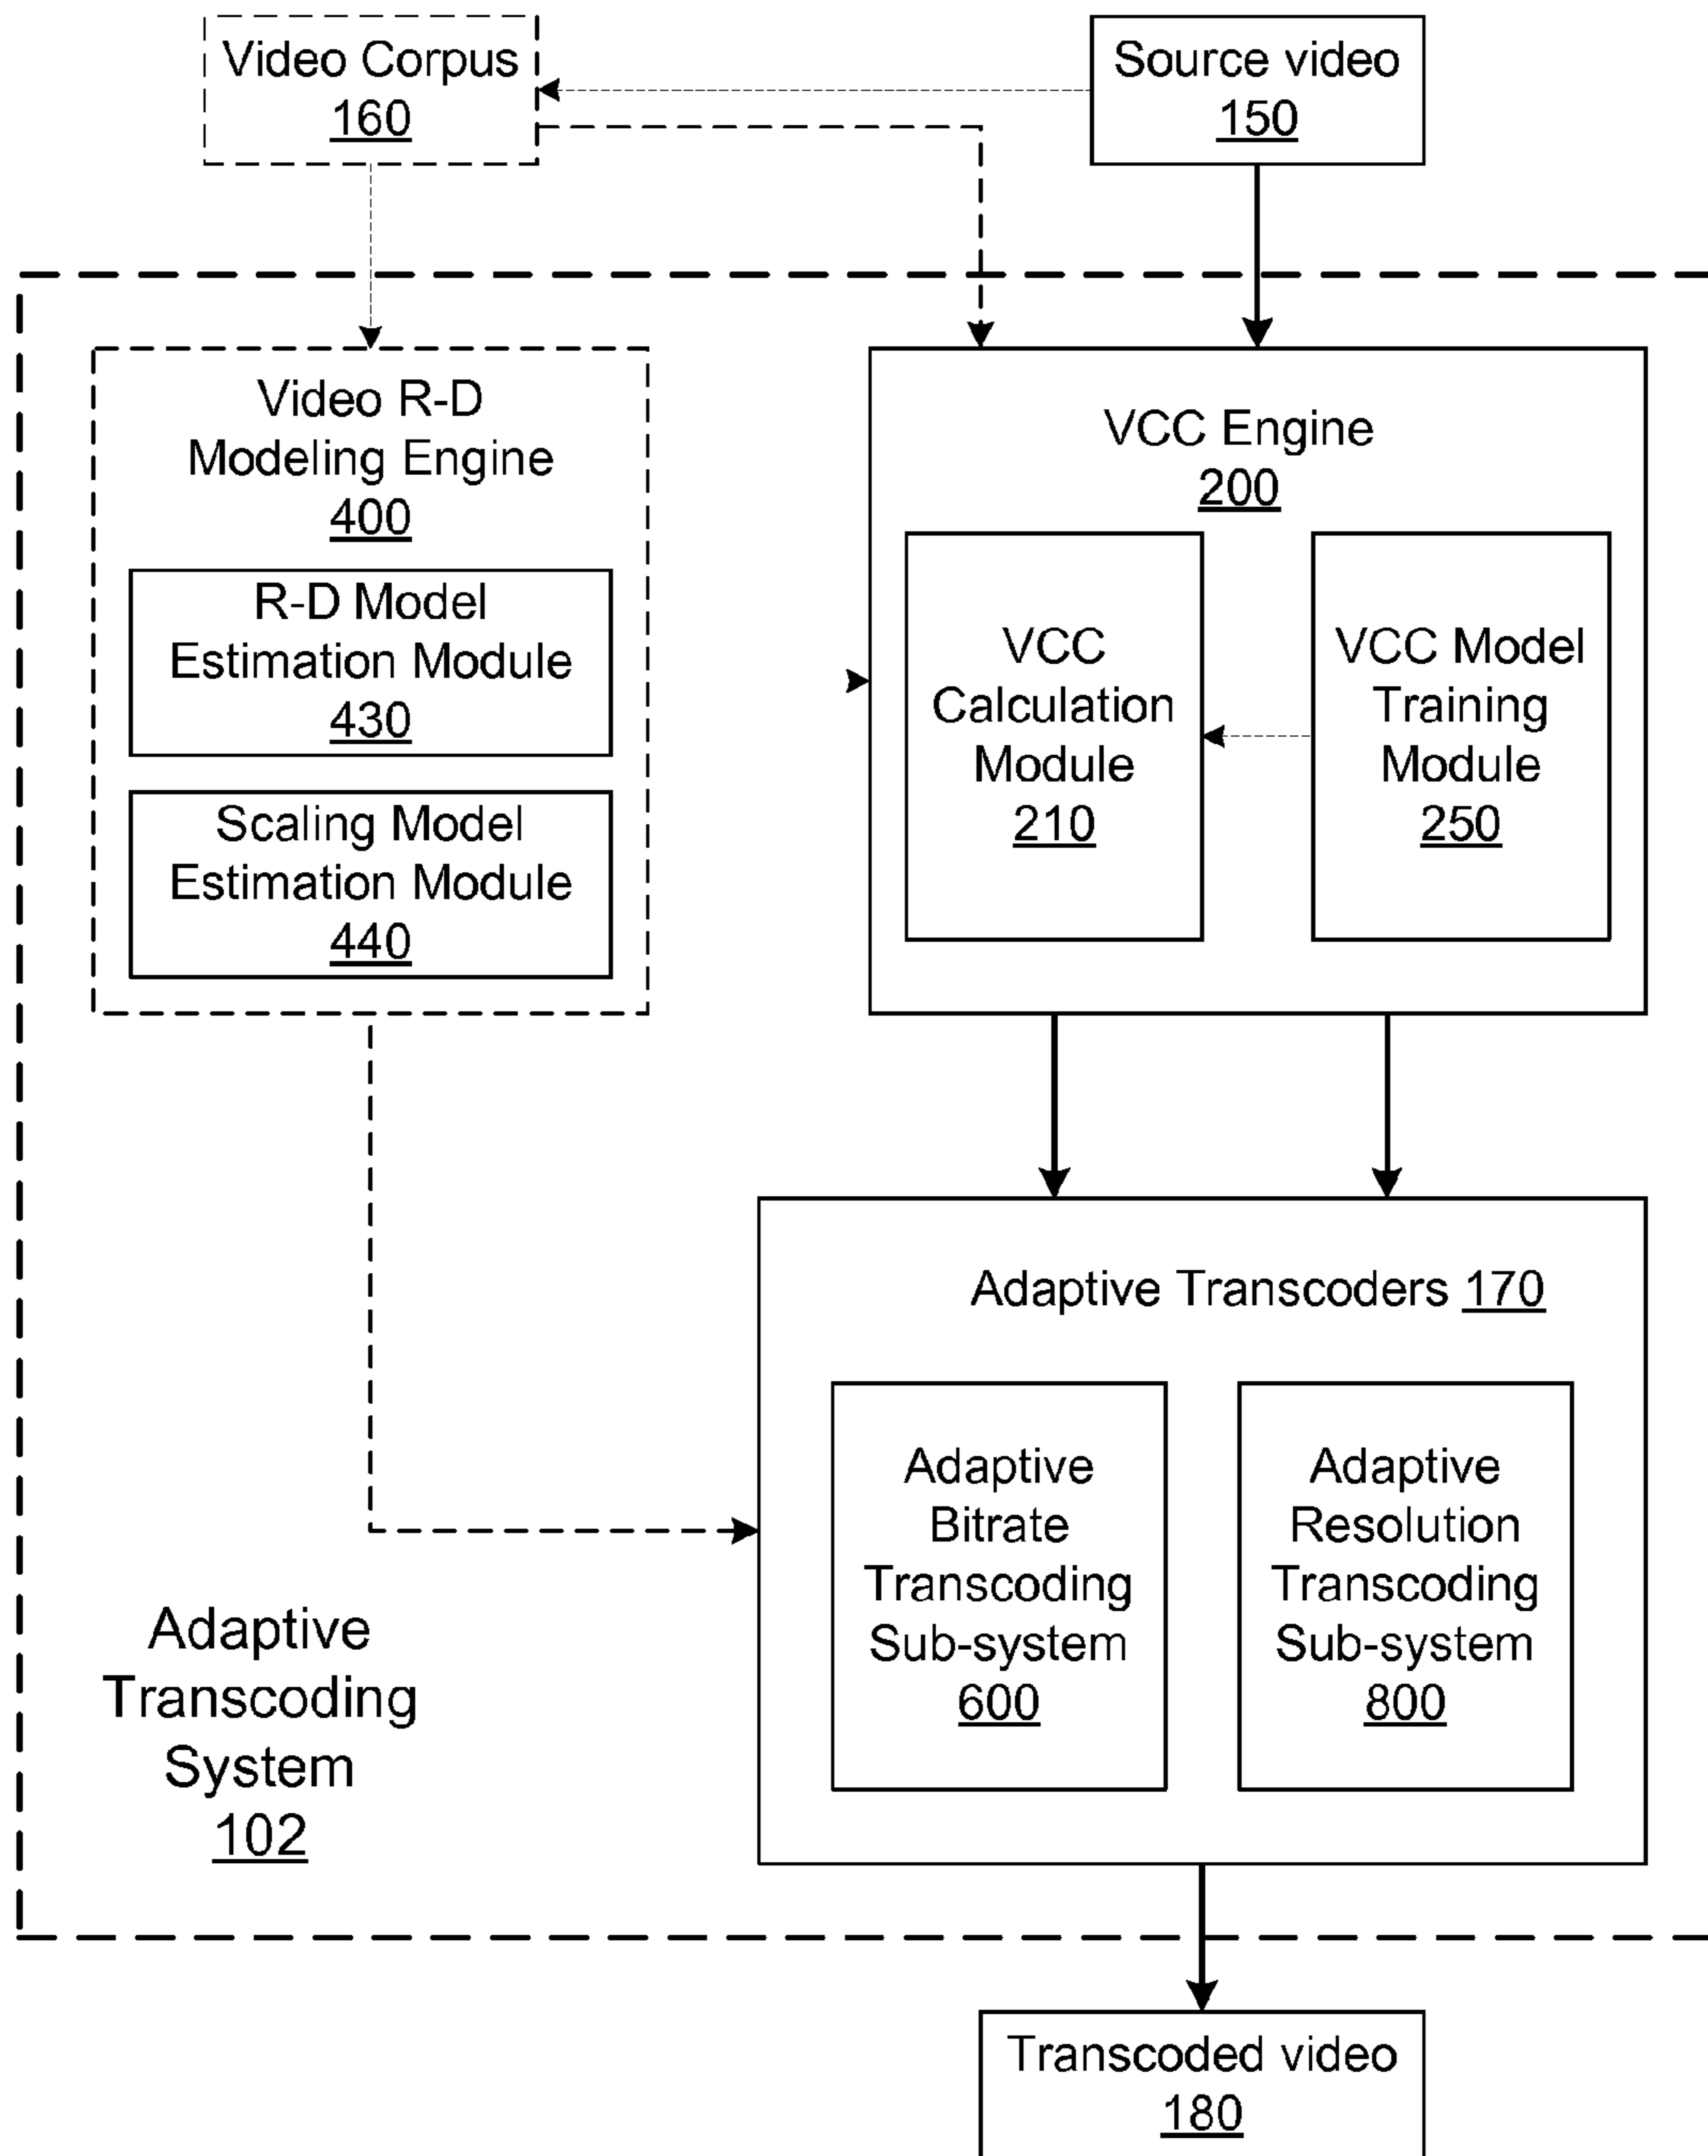 Video Corpus
160
Source video
150
Video R-D
Modeling Engine
400
R-D Model
Estimation Module
430
Scaling Model
Estimation Module
440
VCC Engine
200
VCC
Calculation
Module
210
VCC Model
Training
Module
250
Adaptive Transcoders 170
Adaptive
Bitrate
Transcoding
Sub-system
600
Adaptive
Resolution
Transcoding
Sub-system
800
Adaptive
Transcoding
System
102
Transcoded video
180